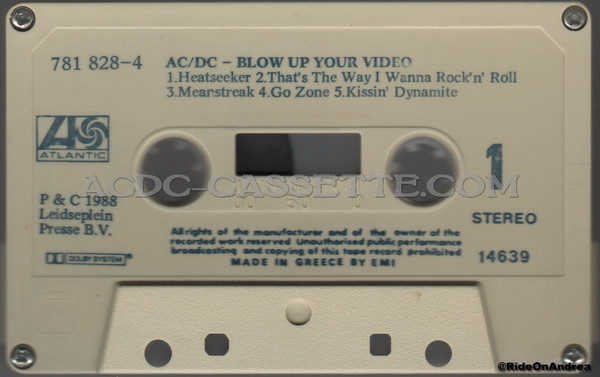 781 828-4 AC/DC - BLOW UP YOUR VIDEO
1.Heatseeker 2.That's The Way I Wanna Rock'n' Roll
3.Meanstreak 4.Go Zone 5.Kissin' Dynamite
ATLANTIC
1
ACDC-CASSETTE.COM
100 50 0
P & C 1988
Leidseplein
Presse B.V.
STEREO
All rights of the manufacturer and of the owner of the
recorded work reserved Unauthorised public performance
broadcasting and copying of this tape record prohibited
DOLBY SYSTEM
14639
MADE IN GREECE BY EMI
@RideOnAndrea